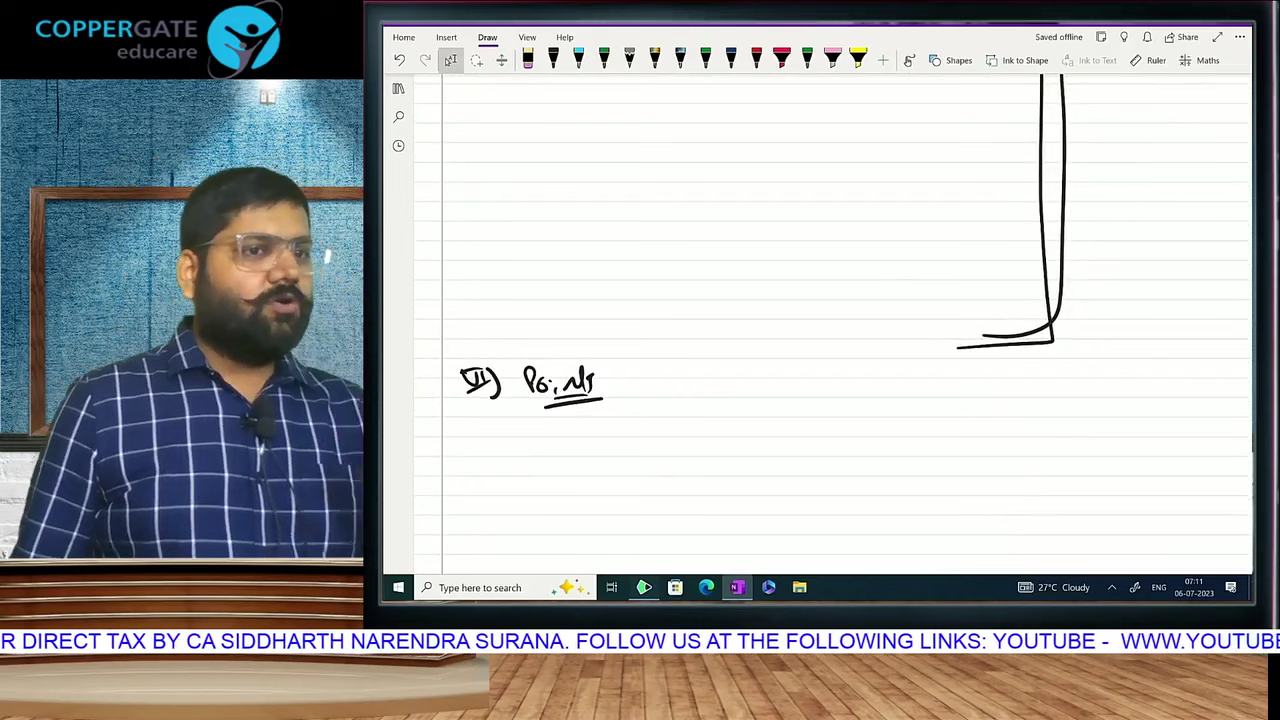 COPPERGATE
educare
Home Insert Draw View Help
Saved offline
Share
Shapes
Ink to Shape
Ink to Text
Ruler
Maths
VI) Points
Type here to search
27°C Cloudy
ENG
07:11
06-07-2023
R DIRECT TAX BY CA SIDDHARTH NARENDRA SURANA. FOLLOW US AT THE FOLLOWING LINKS: YOUTUBE - WWW.YOUTUBE